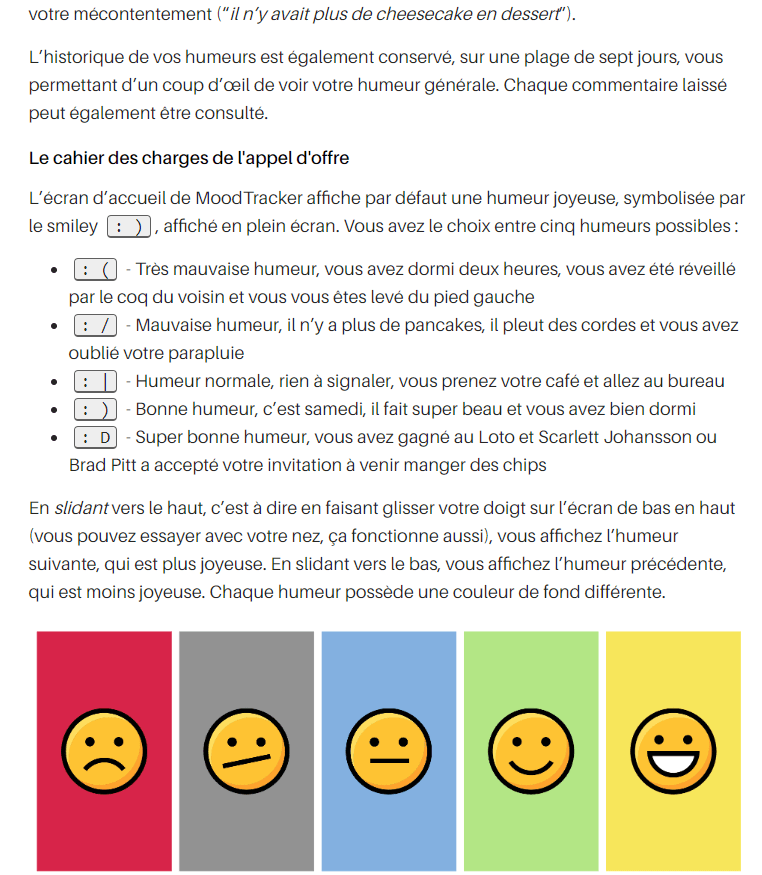 votre mécontentement (“il n’y avait plus de cheesecake en dessert”).
L’historique de vos humeurs est également conservé, sur une plage de sept jours, vous
permettant d’un coup d’œil de voir votre humeur générale. Chaque commentaire laissé
peut également être consulté.
Le cahier des charges de l'appel d'offre
L’écran d’accueil de MoodTracker affiche par défaut une humeur joyeuse, symbolisée par
le smiley : ) , affiché en plein écran. Vous avez le choix entre cinq humeurs possibles :
• : ( - Très mauvaise humeur, vous avez dormi deux heures, vous avez été réveillé
par le coq du voisin et vous vous êtes levé du pied gauche
• : / - Mauvaise humeur, il n’y a plus de pancakes, il pleut des cordes et vous avez
oublié votre parapluie
• : | - Humeur normale, rien à signaler, vous prenez votre café et allez au bureau
• : ) - Bonne humeur, c’est samedi, il fait super beau et vous avez bien dormi
• : D - Super bonne humeur, vous avez gagné au Loto et Scarlett Johansson ou
Brad Pitt a accepté votre invitation à venir manger des chips
En slidant vers le haut, c’est à dire en faisant glisser votre doigt sur l’écran de bas en haut
(vous pouvez essayer avec votre nez, ça fonctionne aussi), vous affichez l’humeur
suivante, qui est plus joyeuse. En slidant vers le bas, vous affichez l’humeur précédente,
qui est moins joyeuse. Chaque humeur possède une couleur de fond différente.